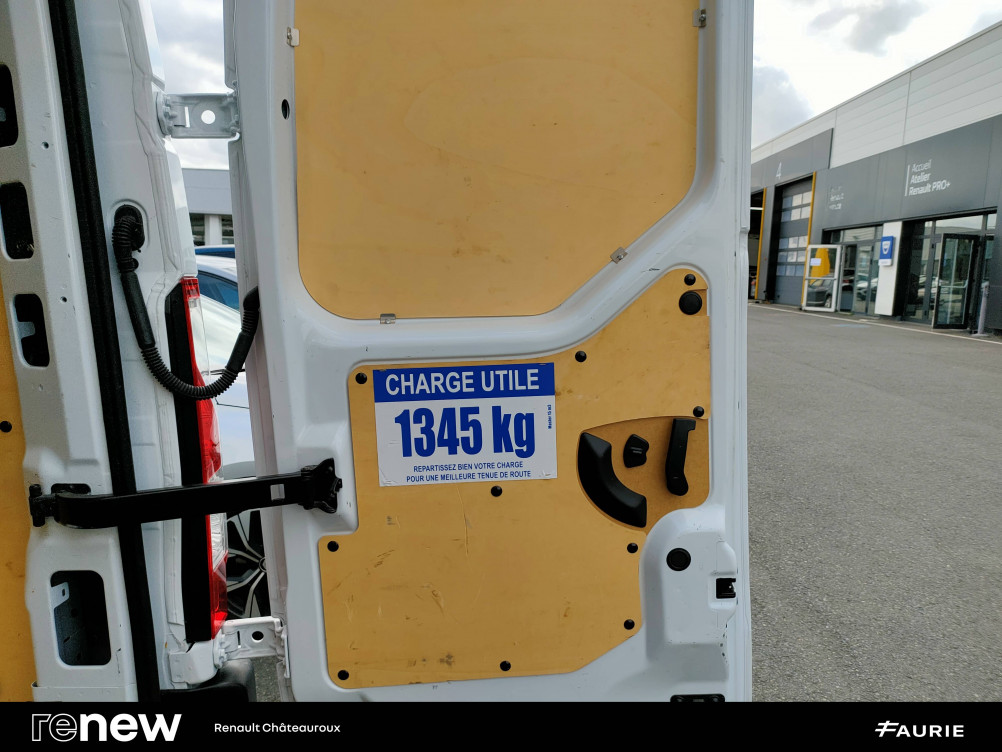 Accueil
Atelier
Renault PRO+
CHARGE UTILE
1345 kg
REPARTISSEZ BIEN VOTRE CHARGE
POUR UNE MEILLEURE TENUE DE ROUTE
renew
Renault Châteauroux
FAURIE